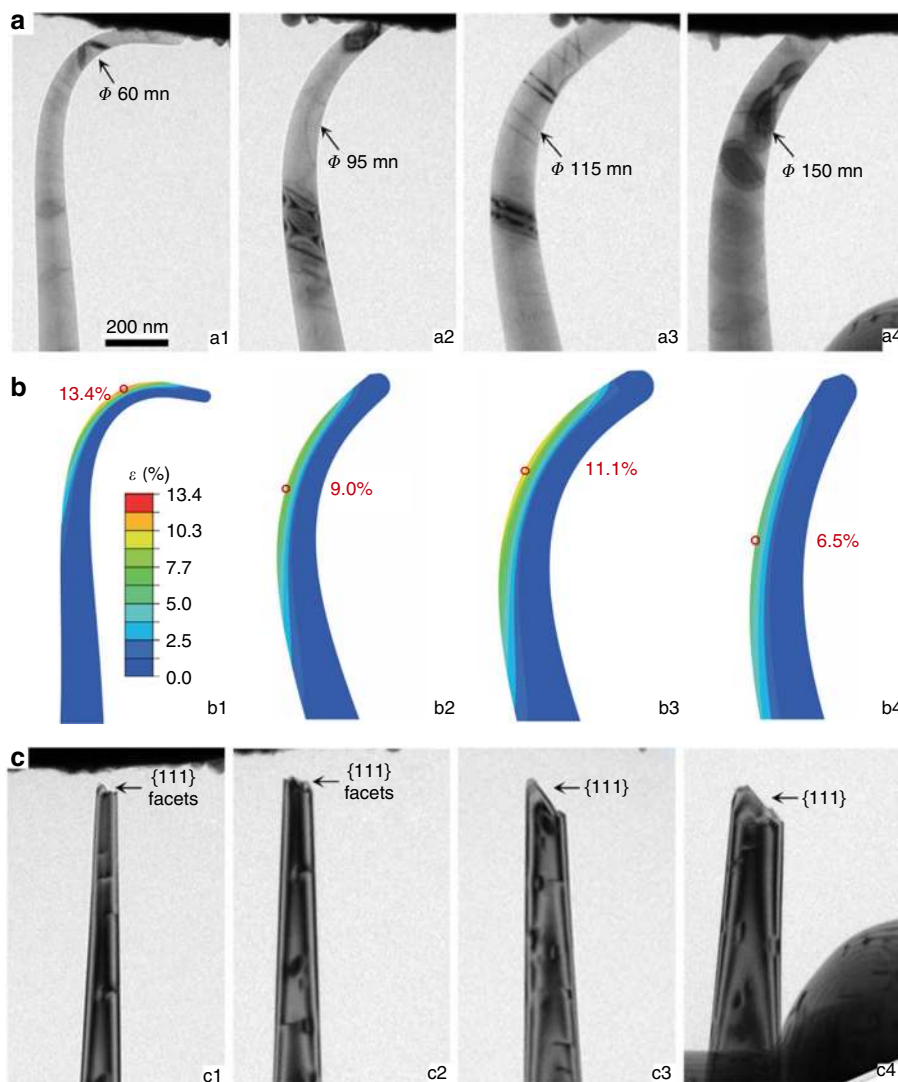 a
Φ 60 mn
200 nm
a1
Φ 95 mn
a2
Φ 115 mn
a3
Φ 150 mn
a4
b
13.4%
ε (%)
13.4
10.3
7.7
5.0
2.5
0.0
b1
9.0%
b2
11.1%
b3
6.5%
b4
c
{111}
facets
c1
{111}
facets
c2
{111}
c3
{111}
c4